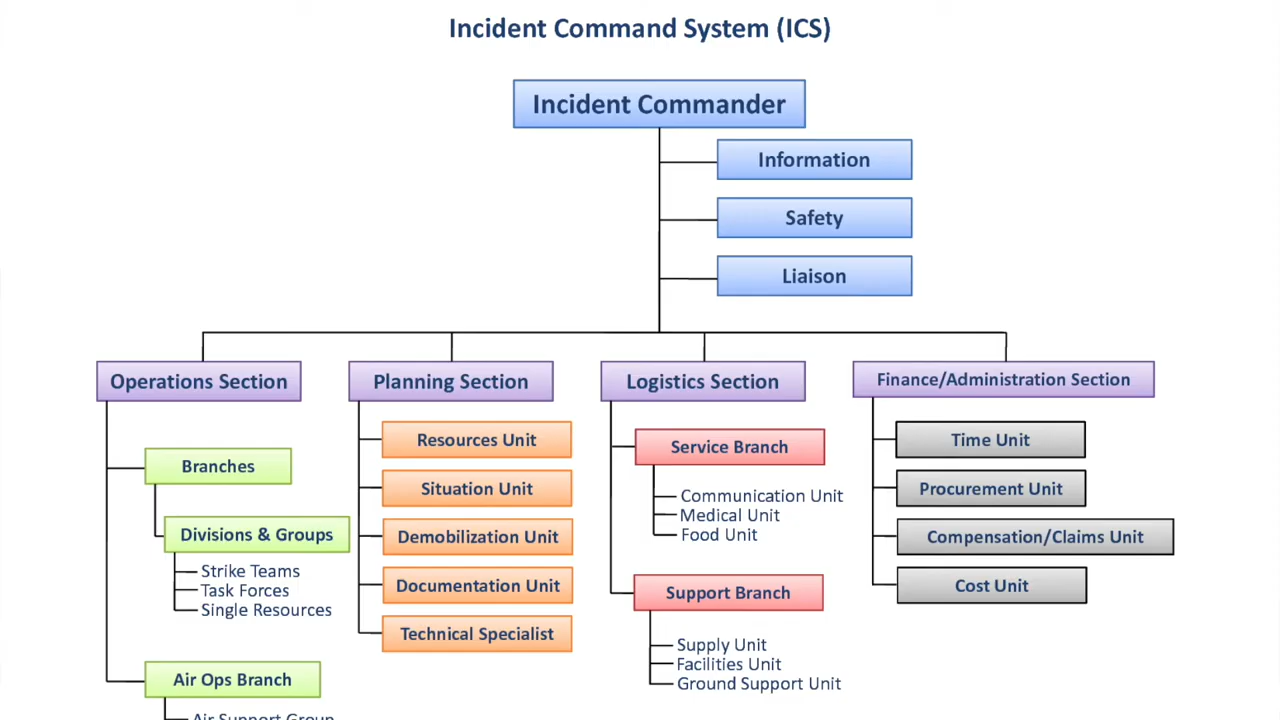 Incident Command System (ICS)
Incident Commander
Information
Safety
Liaison
Operations Section
Branches
Divisions & Groups
Strike Teams
Task Forces
Single Resources
Air Ops Branch
Air Support Group
Planning Section
Resources Unit
Situation Unit
Demobilization Unit
Documentation Unit
Technical Specialist
Logistics Section
Service Branch
Communication Unit
Medical Unit
Food Unit
Support Branch
Supply Unit
Facilities Unit
Ground Support Unit
Finance/Administration Section
Time Unit
Procurement Unit
Compensation/Claims Unit
Cost Unit